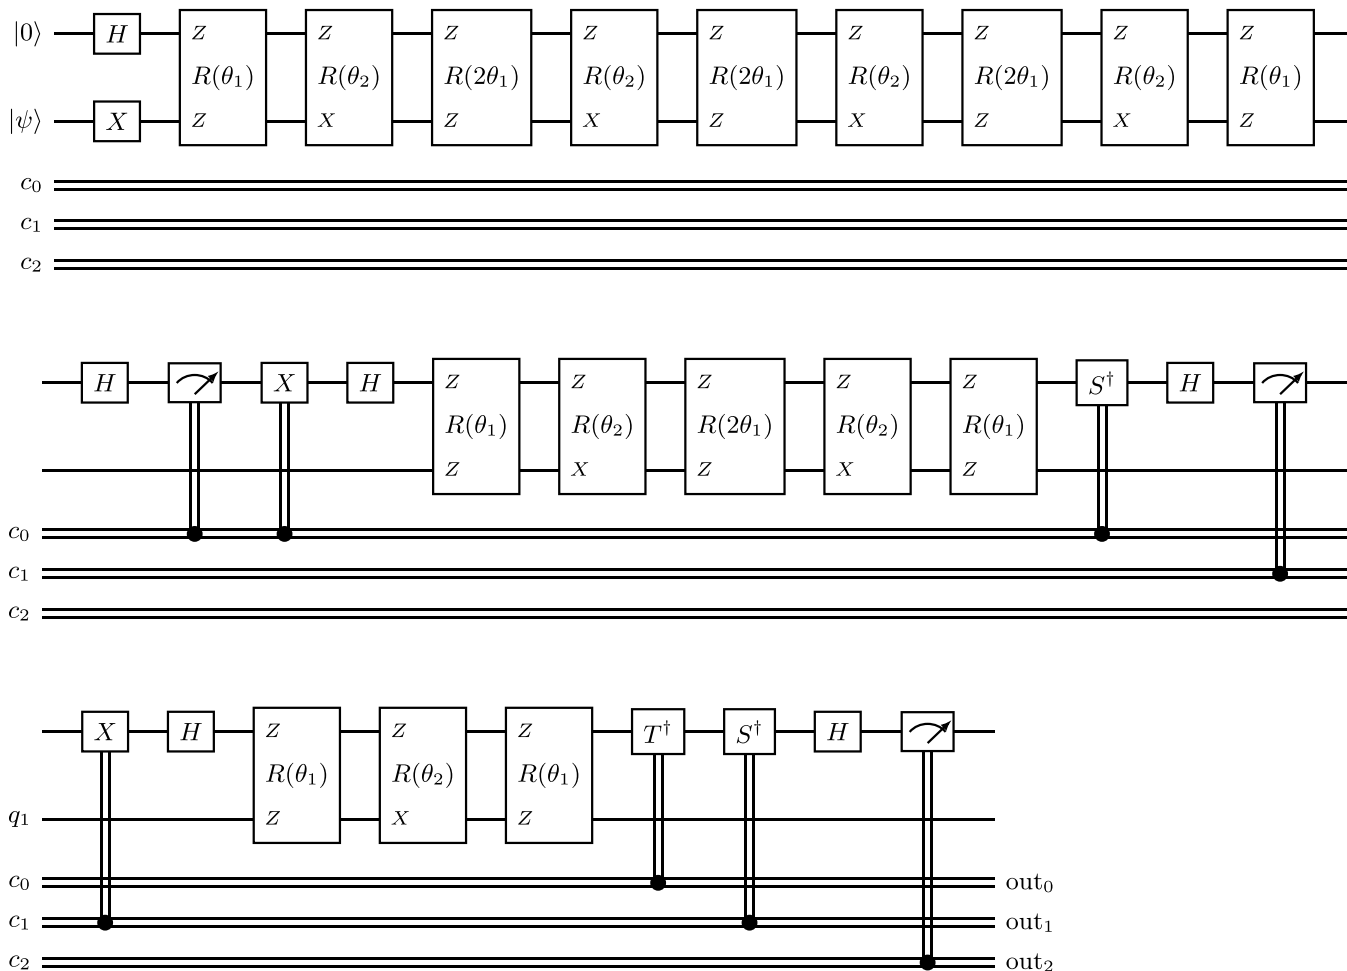 |0⟩ H Z Z Z Z Z Z Z Z Z
R(θ₁) R(θ₂) R(2θ₁) R(θ₂) R(2θ₁) R(θ₂) R(2θ₁) R(θ₂) R(θ₁)
|ψ⟩ X Z X Z X Z X Z X Z
c₀
c₁
c₂
H X H Z Z Z Z Z S† H
R(θ₁) R(θ₂) R(2θ₁) R(θ₂) R(θ₁)
Z X Z X Z
c₀
c₁
c₂
X H Z Z Z T† S† H
R(θ₁) R(θ₂) R(θ₁)
q₁ Z X Z
c₀ out₀
c₁ out₁
c₂ out₂